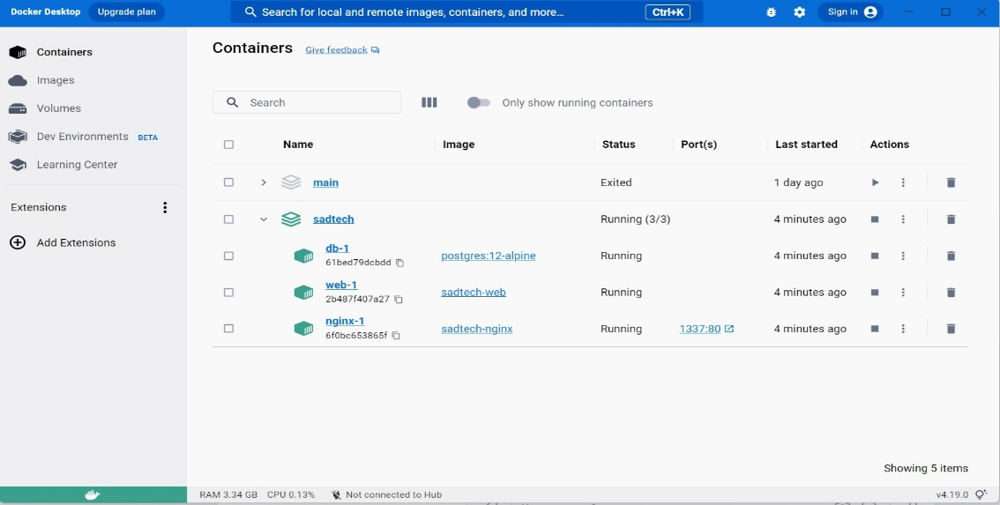 Docker Desktop Upgrade plan Search for local and remote images, containers, and more... Ctrl+K Sign in
Containers
Images
Volumes
Dev Environments BETA
Learning Center
Extensions
Add Extensions
Containers Give feedback
Search Only show running containers
Name Image Status Port(s) Last started Actions
main Exited 1 day ago
sadtech Running (3/3) 4 minutes ago
db-1 postgres:12-alpine Running 4 minutes ago
61bed79dcbdd
web-1 sadtech-web Running 4 minutes ago
2b487f407a27
nginx-1 sadtech-nginx Running 1337:80 4 minutes ago
6f0bc653865f
Showing 5 items
RAM 3.34 GB CPU 0.13% Not connected to Hub v4.19.0